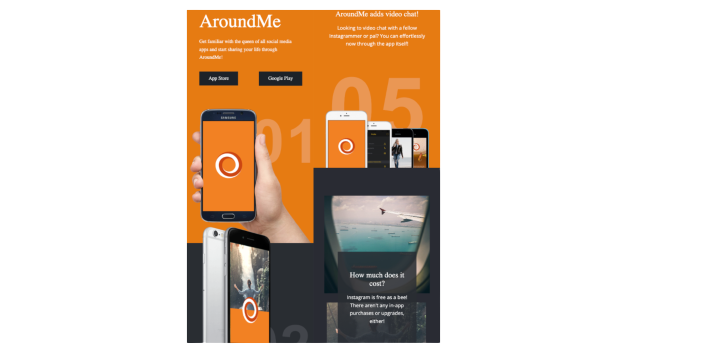 AroundMe
Get familiar with the queen of all social media
apps and start sharing your life through
AroundMe!
App Store
Google Play
01
SAMSUNG
AroundMe adds video chat!
Looking to video chat with a fellow
Instagrammer or pal? You can effortlessly
now through the app itself!
05
How much does it
cost?
Instagram is free as a bee!
There aren't any in-app
purchases or upgrades,
either!
02